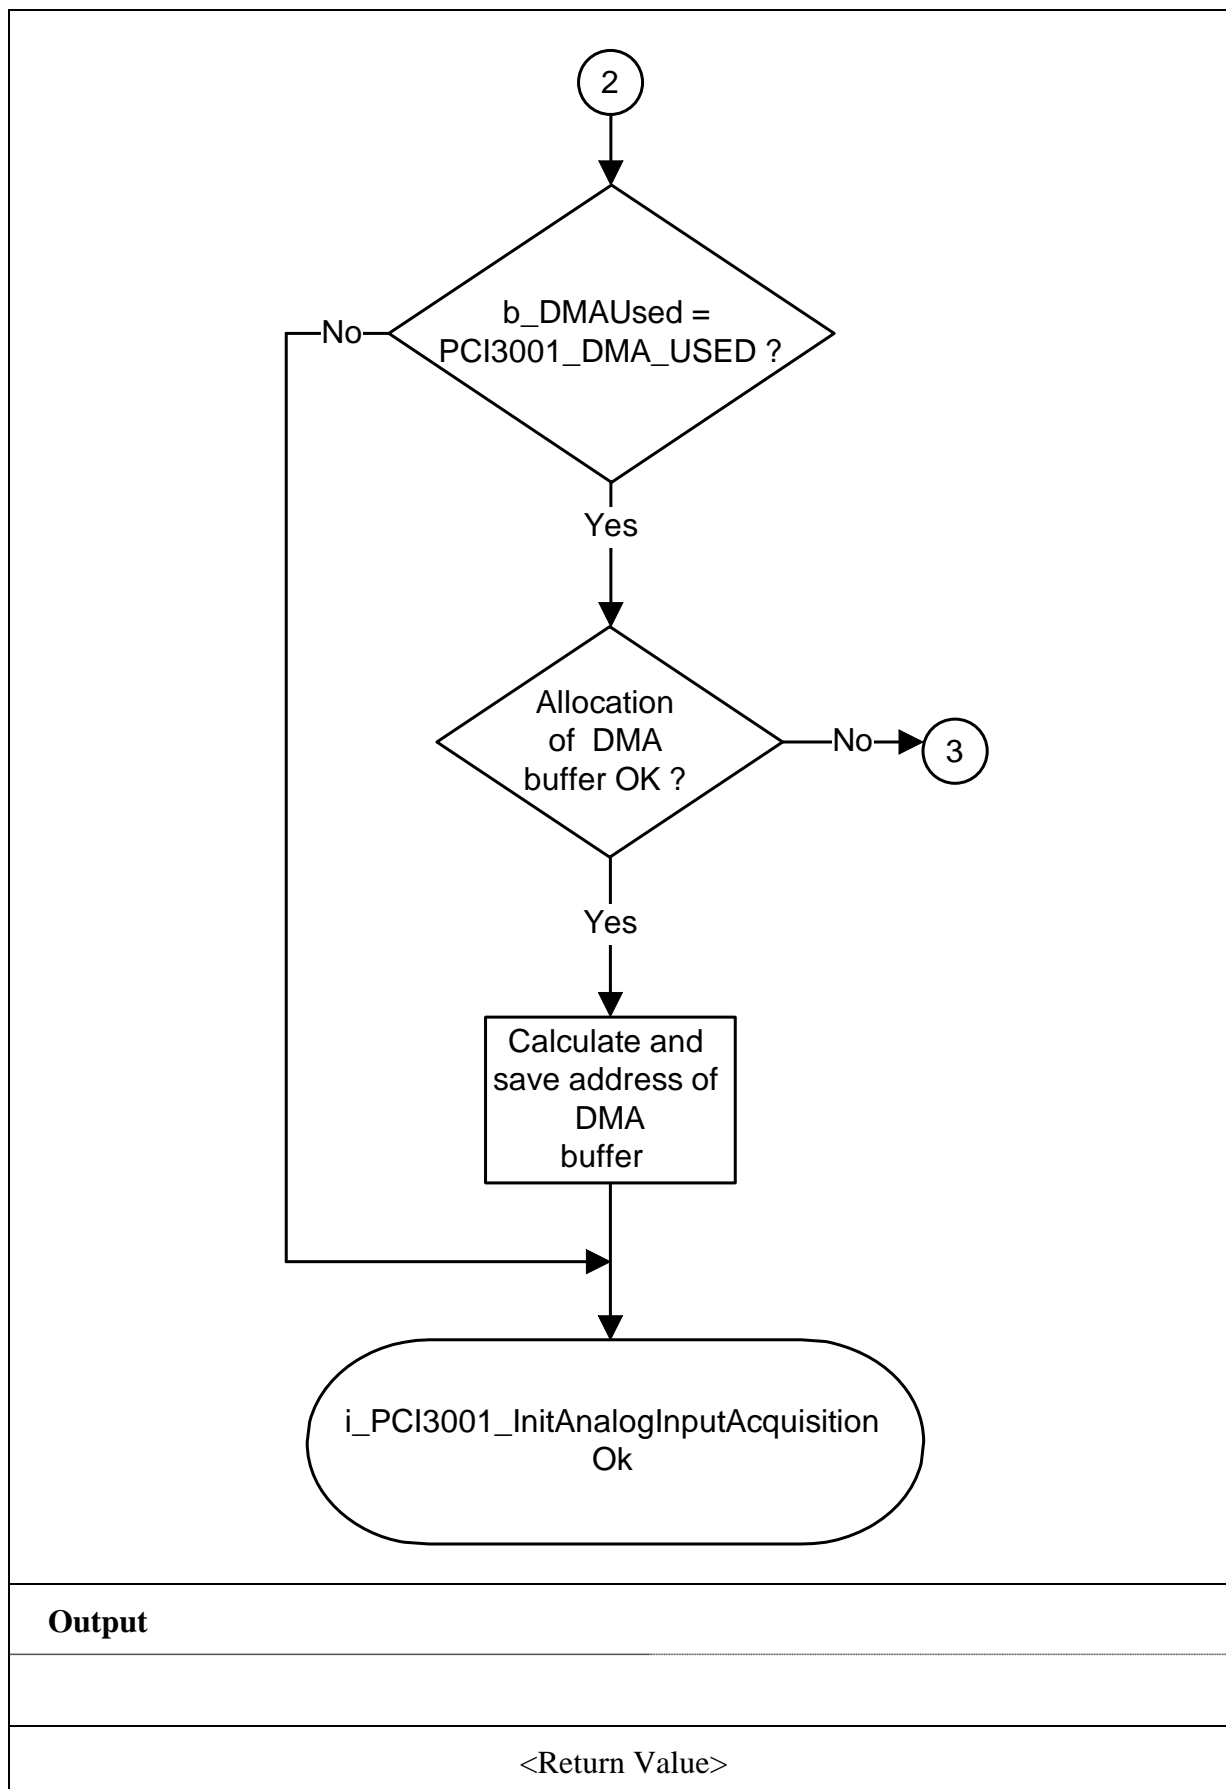 2
b_DMAUsed =
PCI3001_DMA_USED ?
No
Yes
Allocation
of DMA
buffer OK ?
No
3
Yes
Calculate and
save address of
DMA
buffer
i_PCI3001_InitAnalogInputAcquisition
Ok
Output
<Return Value>